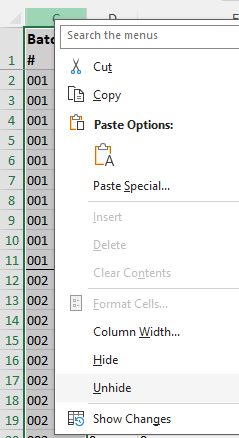 C D E
Search the menus
Batc
1 #
2 001
3 001
4 001
5 001
6 001
7 001
8 001
9 001
10 001
11 001
12 002
13 002
14 002
15 002
16 002
17 002
18 002
19 002
Cut
Copy
Paste Options:
Paste Special...
Insert
Delete
Clear Contents
Format Cells...
Column Width...
Hide
Unhide
Show Changes